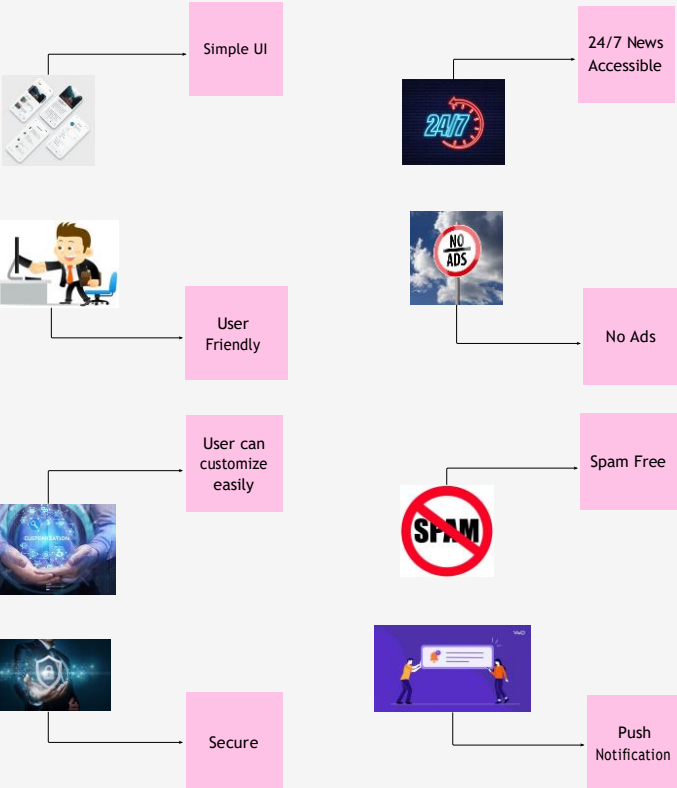 Simple UI
24/7 News
Accessible
24/7
NO
ADS
User
Friendly
No Ads
User can
customize
easily
Spam Free
CUSTOMIZATION
SPAM
VWO
Secure
Push
Notification